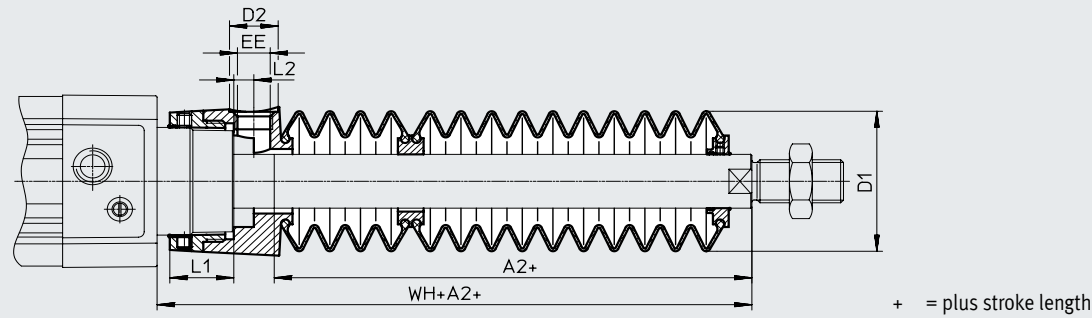 D2
EE
L2
D1
L1
A2+
WH+A2+
+ = plus stroke length